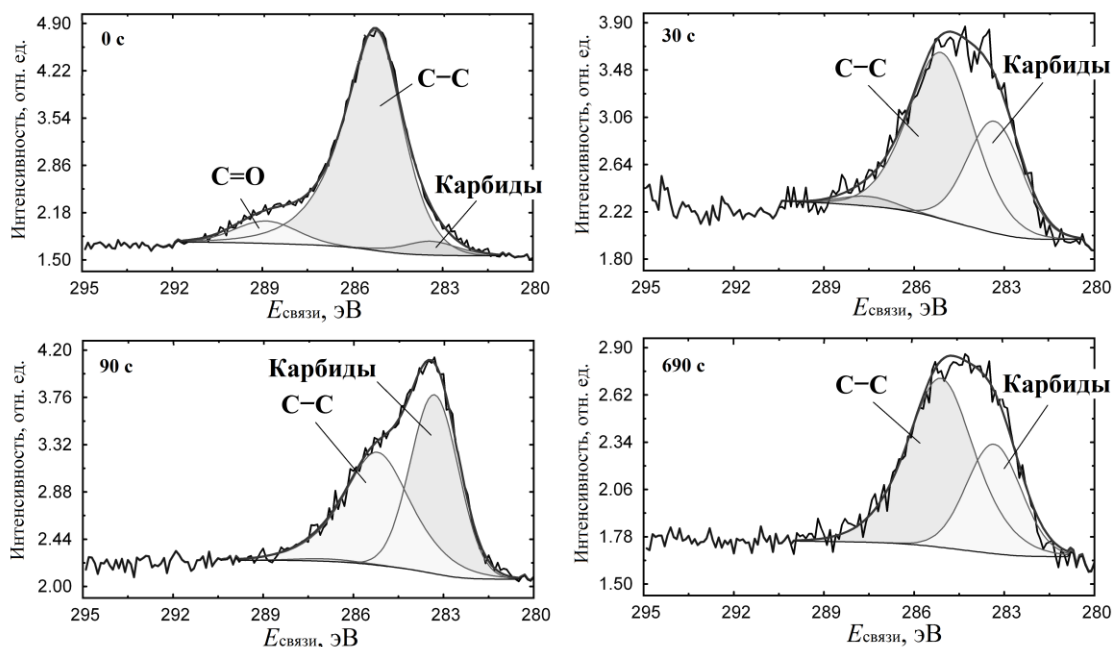 0 с
4.90
4.22
3.54
2.86
2.18
1.50
Интенсивность, отн. ед.
C−C
C=O
Карбиды
295 292 289 286 283 280
Eсвязи, эВ
30 с
3.90
3.48
3.06
2.64
2.22
1.80
Интенсивность, отн. ед.
C−C
Карбиды
295 292 289 286 283 280
Eсвязи, эВ
90 с
4.20
3.76
3.32
2.88
2.44
2.00
Интенсивность, отн. ед.
Карбиды
C−C
295 292 289 286 283 280
Eсвязи, эВ
690 с
2.90
2.62
2.34
2.06
1.78
1.50
Интенсивность, отн. ед.
C−C
Карбиды
295 292 289 286 283 280
Eсвязи, эВ